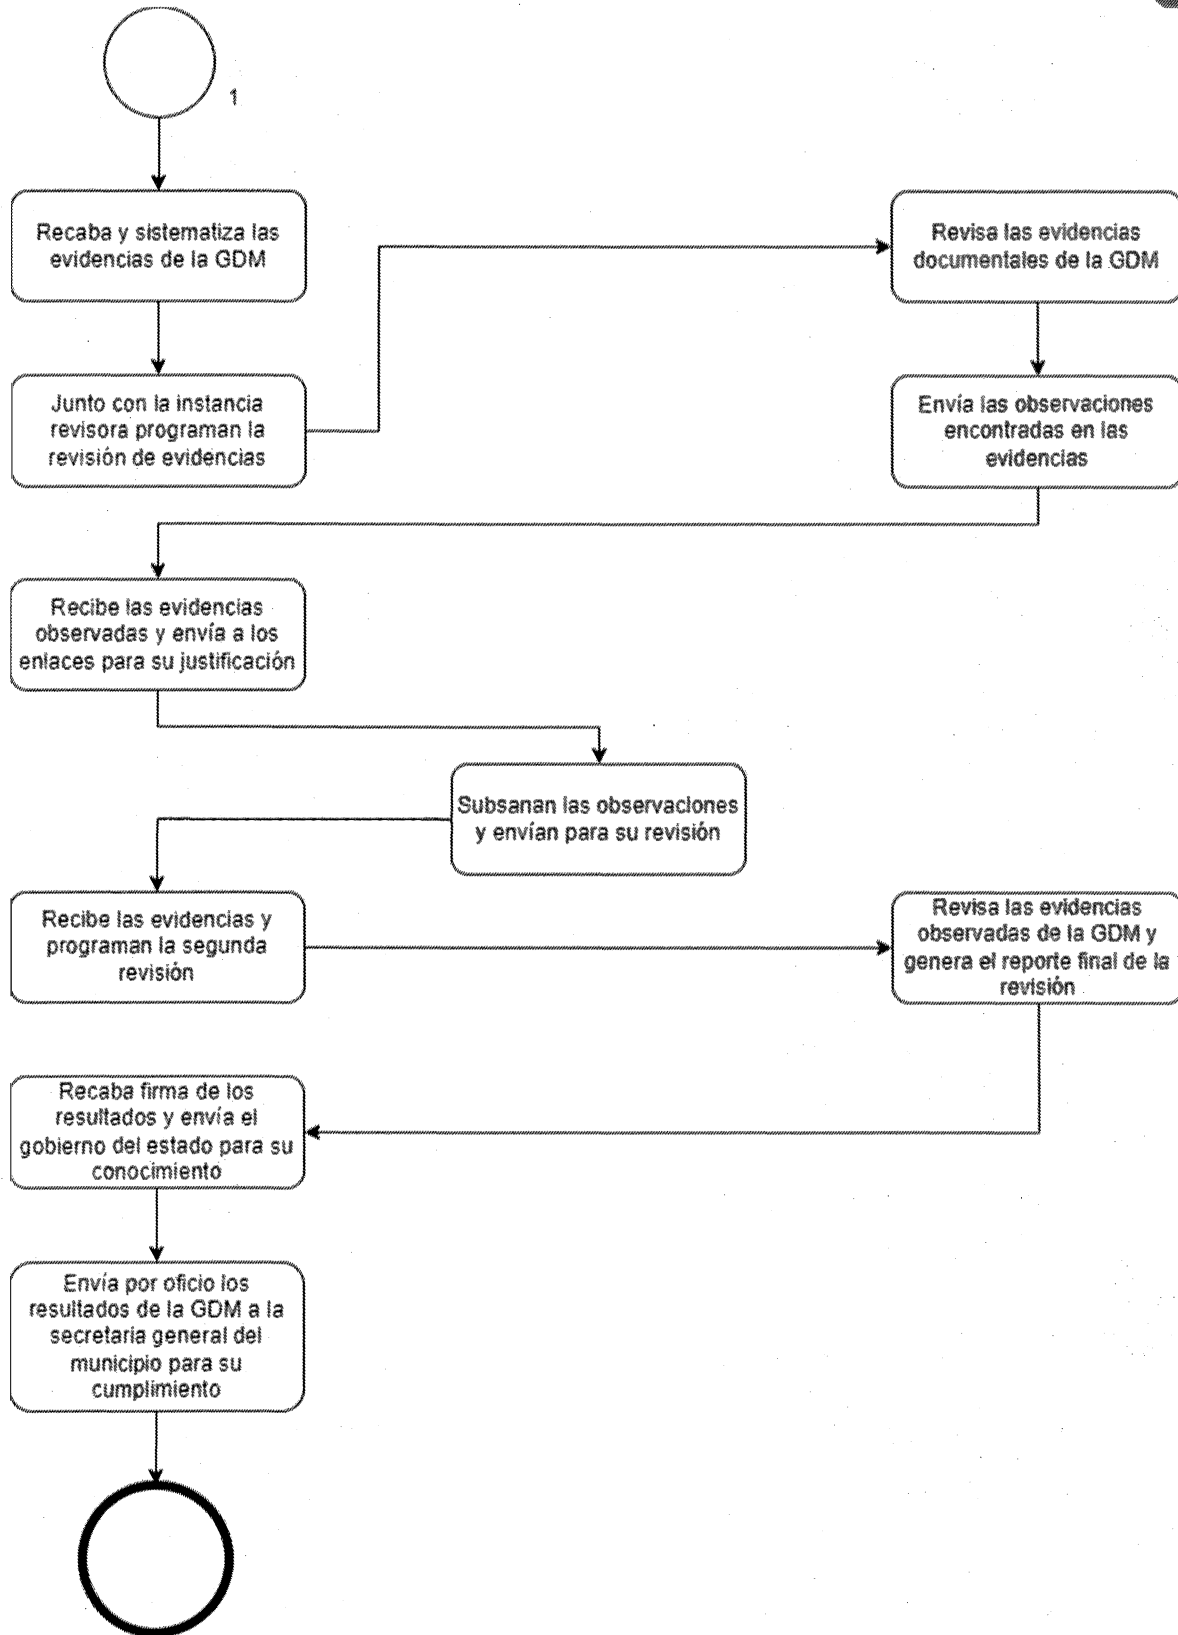 1
Recaba y sistematiza las
evidencias de la GDM
Revisa las evidencias
documentales de la GDM
Junto con la instancia
revisora programan la
revisión de evidencias
Envía las observaciones
encontradas en las
evidencias
Recibe las evidencias
observadas y envía a los
enlaces para su justificación
Subsanan las observaciones
y envían para su revisión
Recibe las evidencias y
programan la segunda
revisión
Revisa las evidencias
observadas de la GDM y
genera el reporte final de la
revisión
Recaba firma de los
resultados y envía el
gobierno del estado para su
conocimiento
Envía por oficio los
resultados de la GDM a la
secretaria general del
municipio para su
cumplimiento